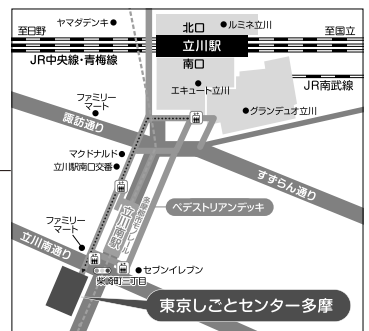 ヤマダデンキ
北口
ルミネ立川
至日野
立川駅
至国立
JR中央線・青梅線
南口
JR南武線
エキュート立川
ファミリー
マート
グランデュオ立川
諏訪通り
マクドナルド
立川駅南口交番
すずらん通り
ペデストリアンデッキ
多摩都市モノレール
立川南駅
ファミリー
マート
立川南通り
セブンイレブン
柴崎町二丁目
東京しごとセンター多摩